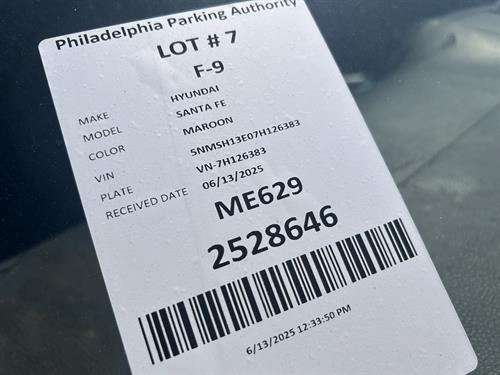 Philadelphia Parking Authority
LOT # 7
F-9
MAKE HYUNDAI
MODEL SANTA FE
COLOR MAROON
VIN 5NMSH13E07H126383
PLATE VN-7H126383
RECEIVED DATE 06/13/2025
ME629
2528646
6/13/2025 12:33:50 PM